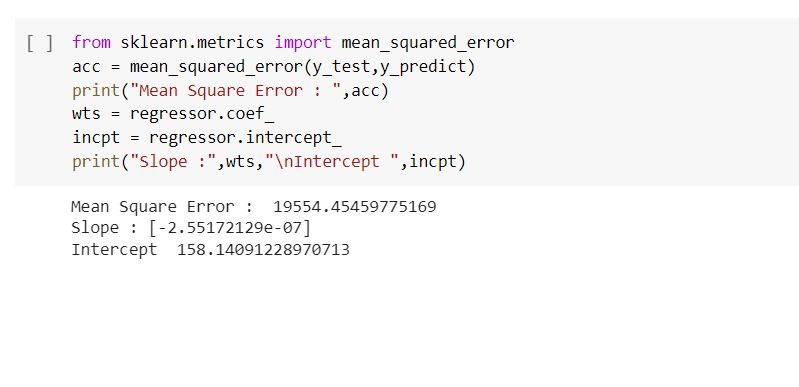 [ ] from sklearn.metrics import mean_squared_error
acc = mean_squared_error(y_test,y_predict)
print("Mean Square Error : ",acc)
wts = regressor.coef_
incpt = regressor.intercept_
print("Slope :",wts,"\nIntercept ",incpt)
Mean Square Error :  19554.45459775169
Slope : [-2.55172129e-07]
Intercept  158.14091228970713